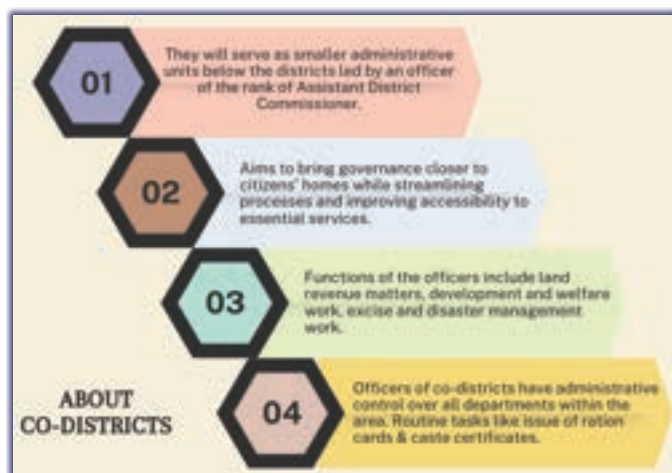 01
They will serve as smaller administrative
units below the districts led by an officer
of the rank of Assistant District
Commissioner.
02
Aims to bring governance closer to
citizens' homes while streamlining
processes and improving accessibility to
essential services.
03
Functions of the officers include land
revenue matters, development and welfare
work, excise and disaster management
work.
04
Officers of co-districts have administrative
control over all departments within the
area. Routine tasks like issue of ration
cards & caste certificates.
ABOUT
CO-DISTRICTS